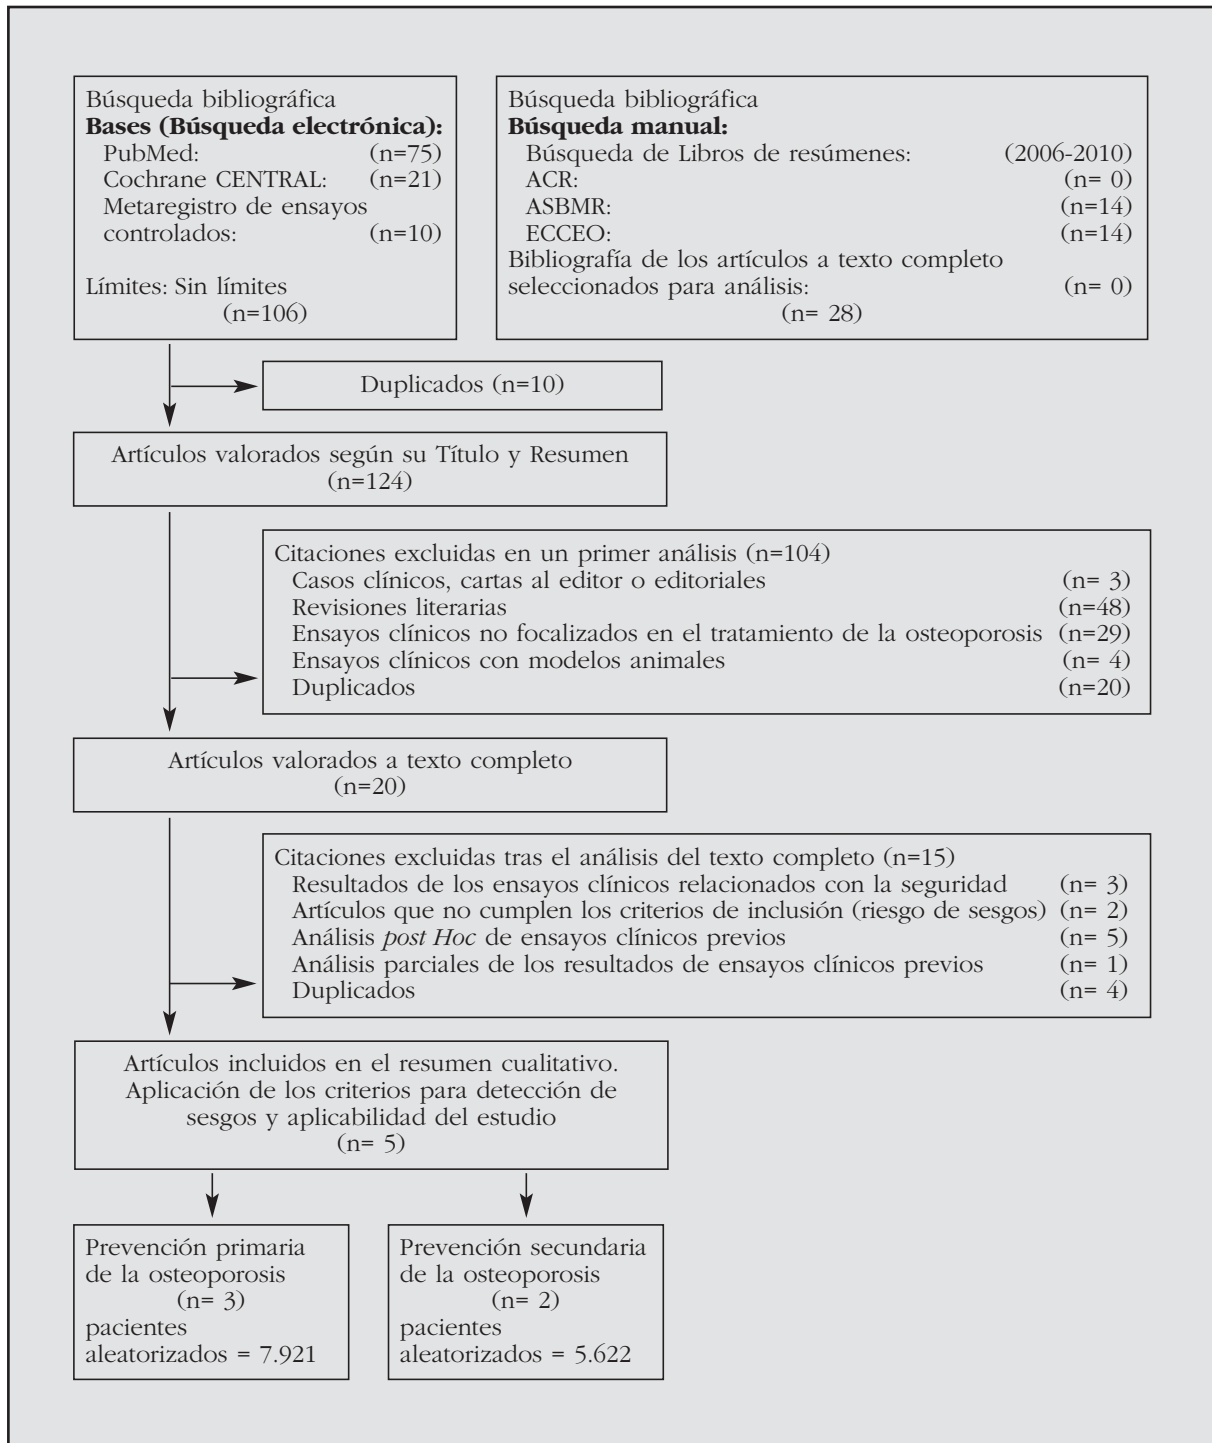 Búsqueda bibliográfica
Bases (Búsqueda electrónica):
PubMed: (n=75)
Cochrane CENTRAL: (n=21)
Metaregistro de ensayos
controlados: (n=10)
Límites: Sin límites
(n=106)
Búsqueda bibliográfica
Búsqueda manual:
Búsqueda de Libros de resúmenes: (2006-2010)
ACR: (n= 0)
ASBMR: (n=14)
ECCEO: (n=14)
Bibliografía de los artículos a texto completo
seleccionados para análisis: (n= 0)
(n= 28)
Duplicados (n=10)
Artículos valorados según su Título y Resumen
(n=124)
Citaciones excluidas en un primer análisis (n=104)
Casos clínicos, cartas al editor o editoriales (n= 3)
Revisiones literarias (n=48)
Ensayos clínicos no focalizados en el tratamiento de la osteoporosis (n=29)
Ensayos clínicos con modelos animales (n= 4)
Duplicados (n=20)
Artículos valorados a texto completo
(n=20)
Citaciones excluidas tras el análisis del texto completo (n=15)
Resultados de los ensayos clínicos relacionados con la seguridad (n= 3)
Artículos que no cumplen los criterios de inclusión (riesgo de sesgos) (n= 2)
Análisis post Hoc de ensayos clínicos previos (n= 5)
Análisis parciales de los resultados de ensayos clínicos previos (n= 1)
Duplicados (n= 4)
Artículos incluidos en el resumen cualitativo.
Aplicación de los criterios para detección de
sesgos y aplicabilidad del estudio
(n= 5)
Prevención primaria
de la osteoporosis
(n= 3)
pacientes
aleatorizados = 7.921
Prevención secundaria
de la osteoporosis
(n= 2)
pacientes
aleatorizados = 5.622